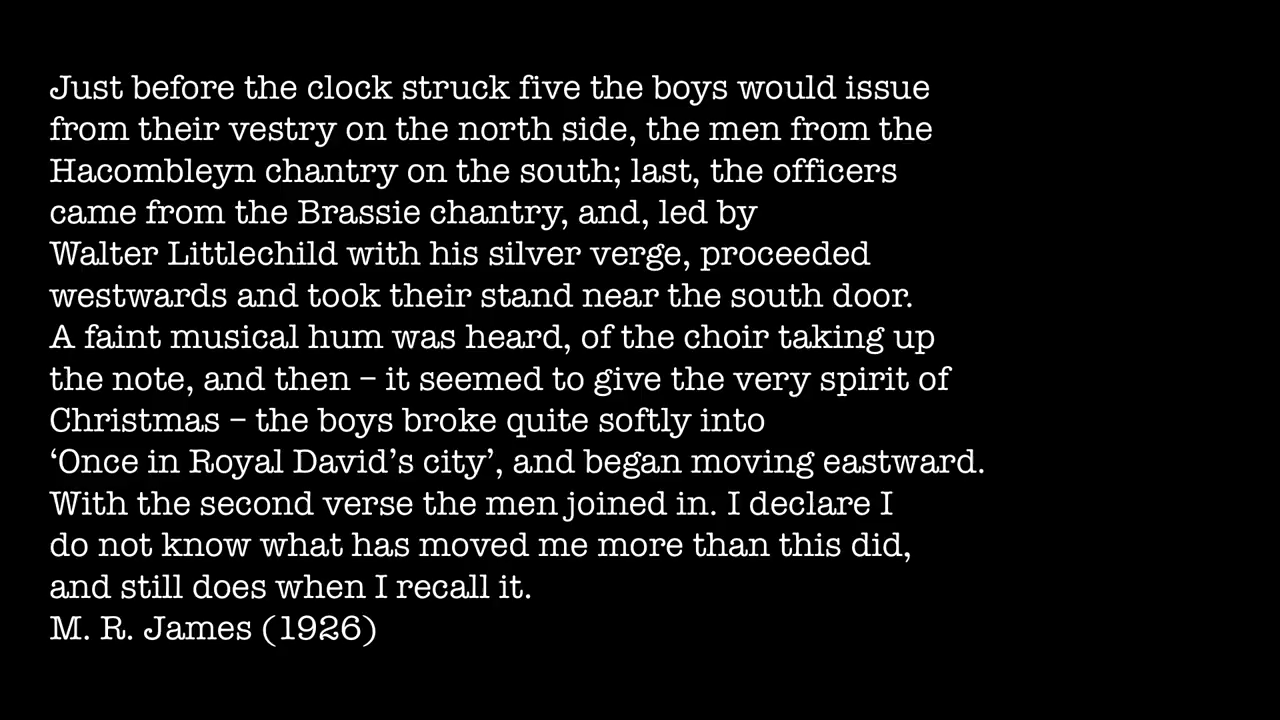 Just before the clock struck five the boys would issue
from their vestry on the north side, the men from the
Hacombleyn chantry on the south; last, the officers
came from the Brassie chantry, and, led by
Walter Littlechild with his silver verge, proceeded
westwards and took their stand near the south door.
A faint musical hum was heard, of the choir taking up
the note, and then – it seemed to give the very spirit of
Christmas – the boys broke quite softly into
‘Once in Royal David’s city’, and began moving eastward.
With the second verse the men joined in. I declare I
do not know what has moved me more than this did,
and still does when I recall it.
M. R. James (1926)